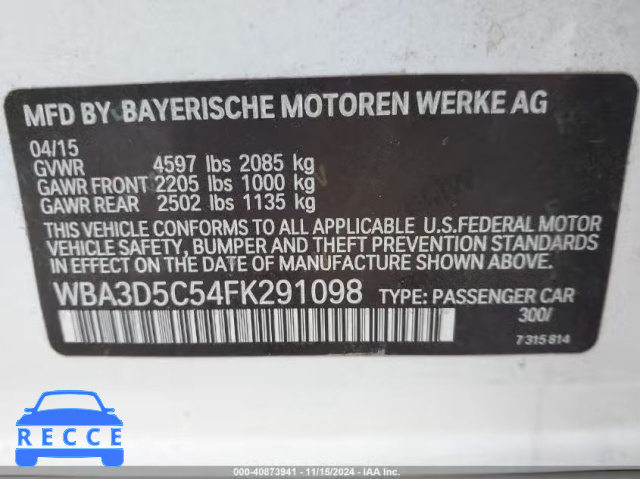 MFD BY BAYERISCHE MOTOREN WERKE AG
04/15
GVWR 4597 lbs 2085 kg
GAWR FRONT 2205 lbs 1000 kg
GAWR REAR 2502 lbs 1135 kg
THIS VEHICLE CONFORMS TO ALL APPLICABLE U.S.FEDERAL MOTOR
VEHICLE SAFETY, BUMPER AND THEFT PREVENTION STANDARDS
IN EFFECT ON THE DATE OF MANUFACTURE SHOWN ABOVE.
WBA3D5C54FK291098 TYPE: PASSENGER CAR
300/
7 315 814
RECCE
000-40873941 - 11/15/2024 - IAA Inc.